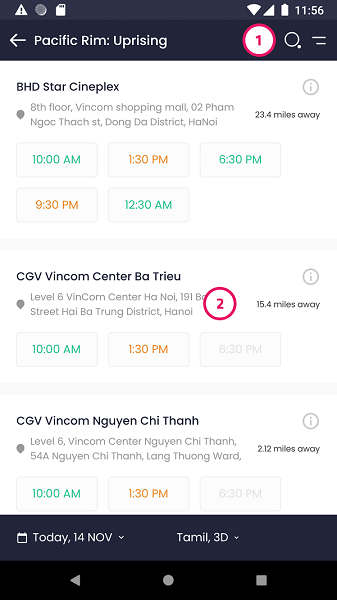 11:56
Pacific Rim: Uprising
1
BHD Star Cineplex
8th floor, Vincom shopping mall, 02 Pham
Ngoc Thach st, Dong Da District, HaNoi
23.4 miles away
10:00 AM
1:30 PM
6:30 PM
9:30 PM
12:30 AM
CGV Vincom Center Ba Trieu
Level 6 VinCom Center Ha Noi, 191
Street Hai Ba Trung District, Hanoi
2
15.4 miles away
10:00 AM
1:30 PM
6:30 PM
CGV Vincom Nguyen Chi Thanh
Level 6, Vincom Center Nguyen Chi Thanh,
54A Nguyen Chi Thanh, Lang Thuong Ward,
2.12 miles away
10:00 AM
1:30 PM
6:30 PM
Today, 14 NOV
Tamil, 3D